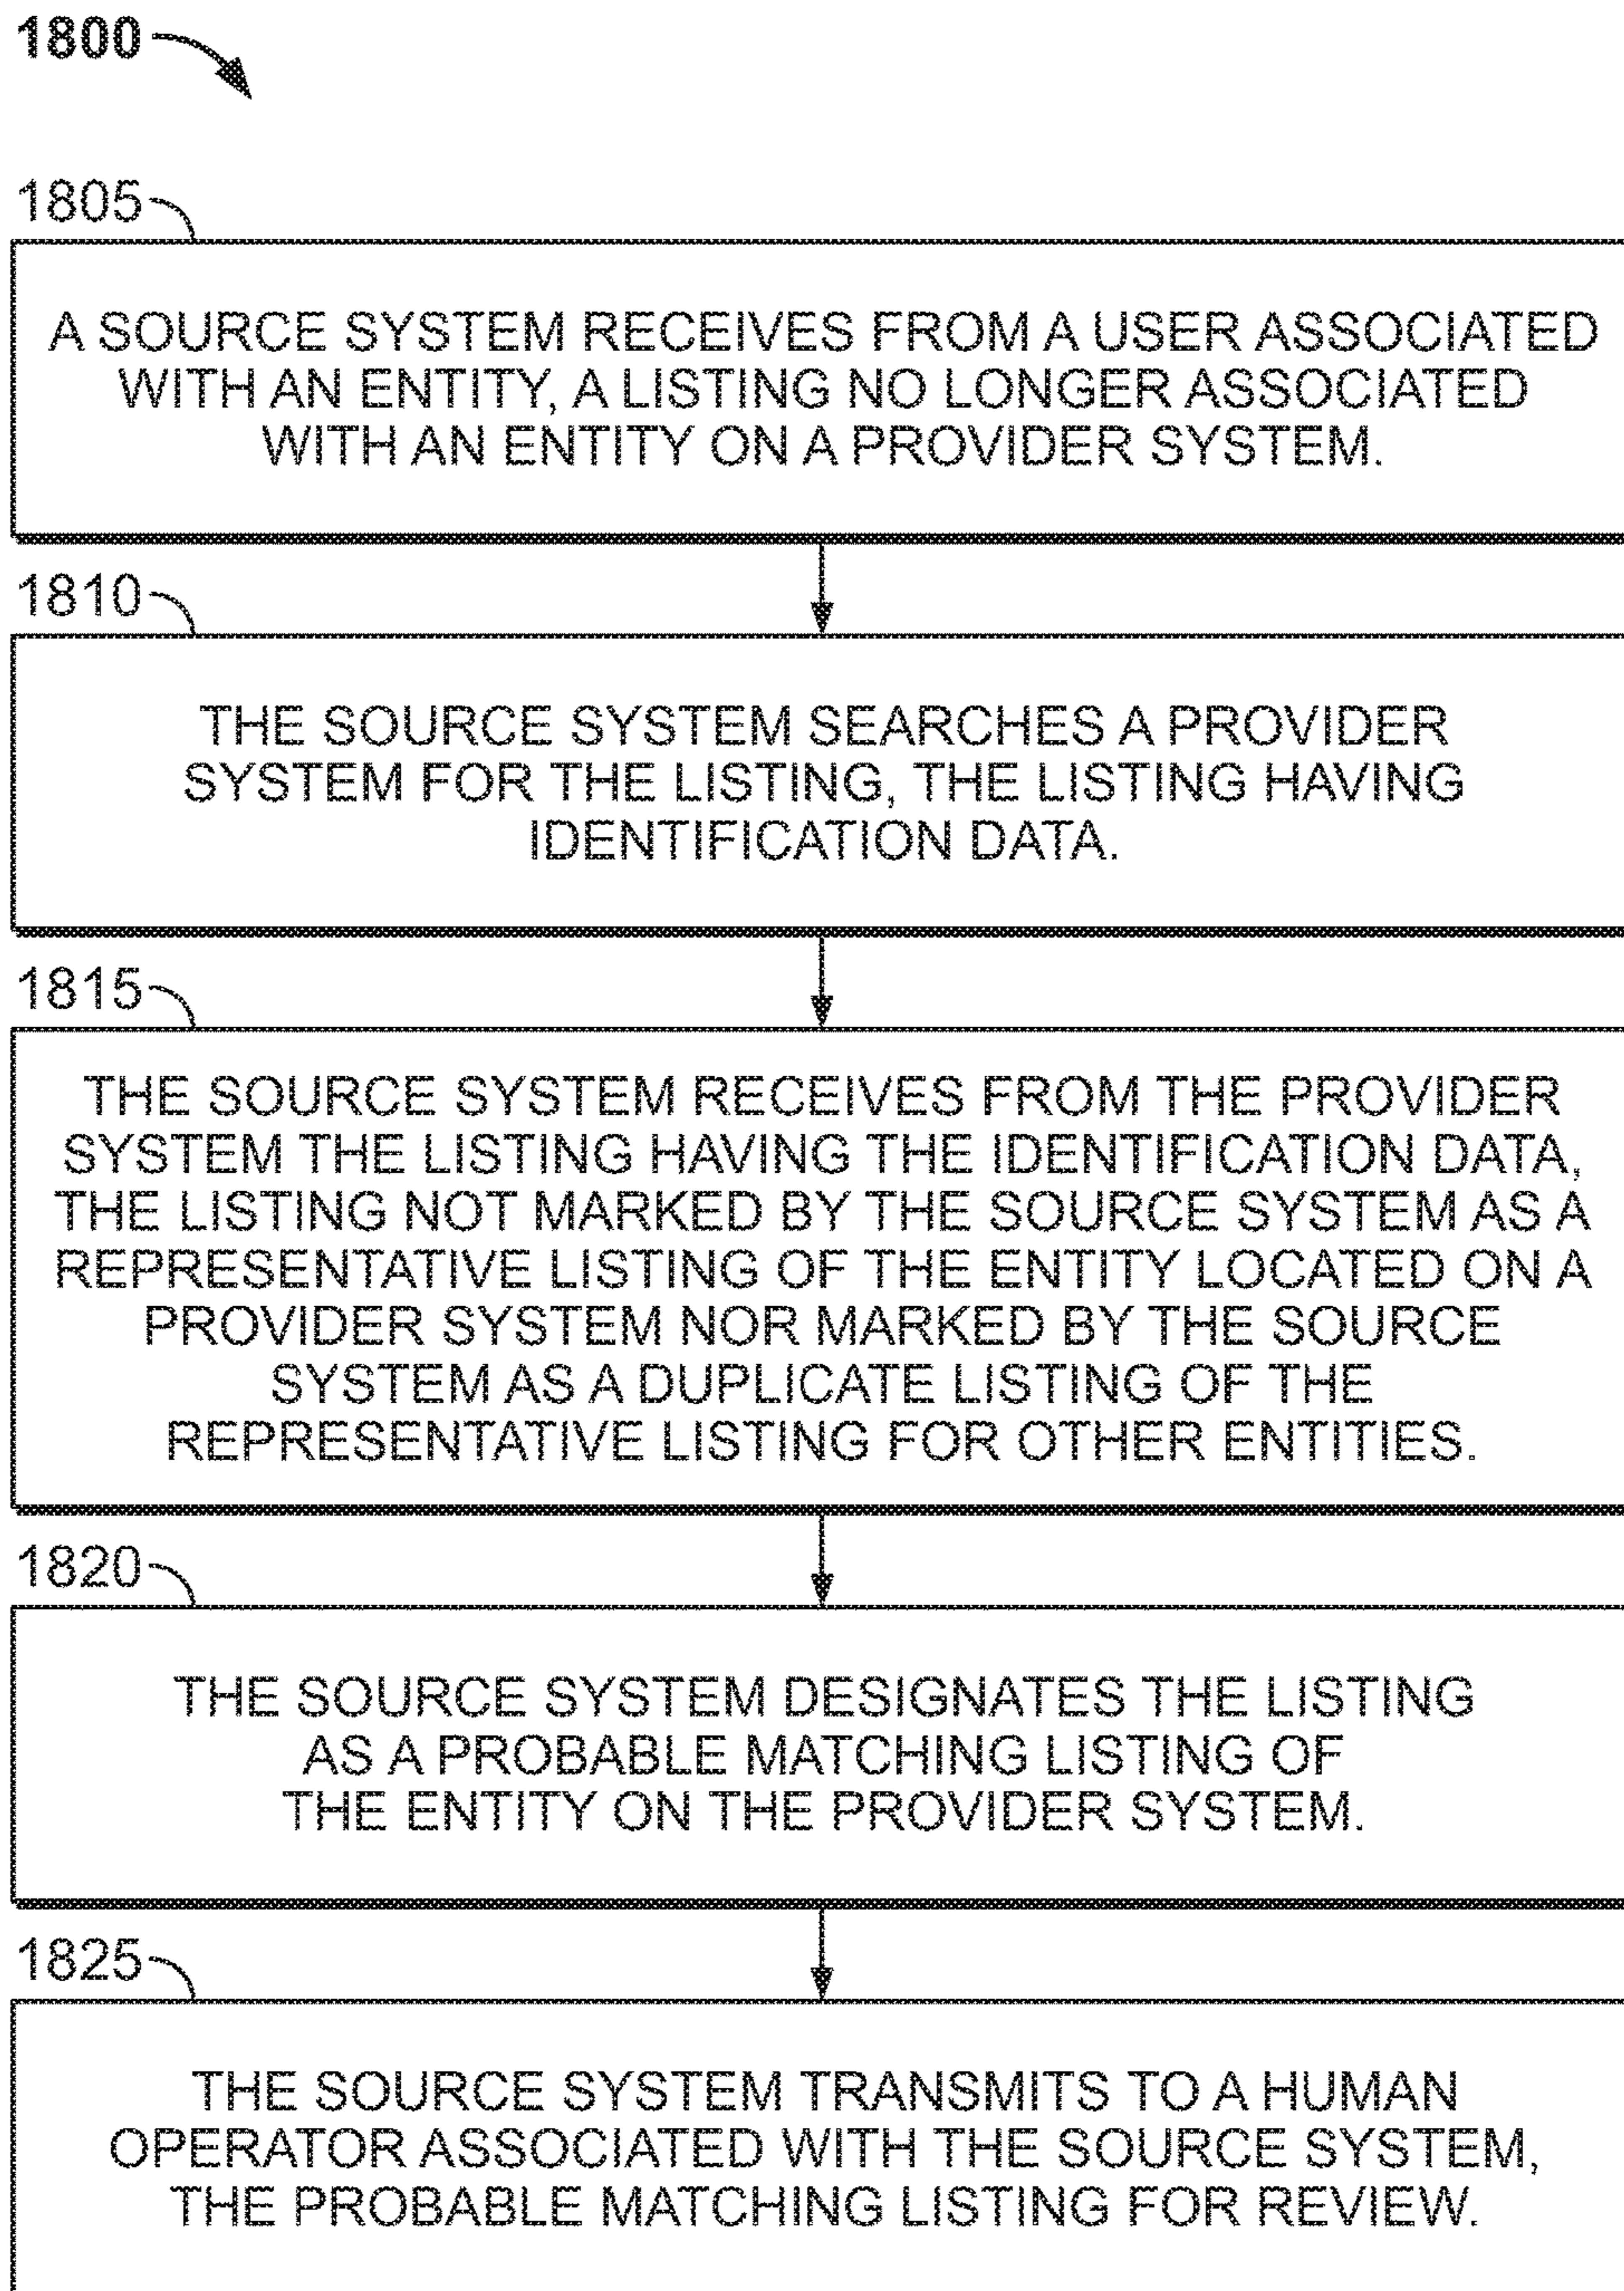 1800
1805
A SOURCE SYSTEM RECEIVES FROM A USER ASSOCIATED
WITH AN ENTITY, A LISTING NO LONGER ASSOCIATED
WITH AN ENTITY ON A PROVIDER SYSTEM.
1810
THE SOURCE SYSTEM SEARCHES A PROVIDER
SYSTEM FOR THE LISTING, THE LISTING HAVING
IDENTIFICATION DATA.
1815
THE SOURCE SYSTEM RECEIVES FROM THE PROVIDER
SYSTEM THE LISTING HAVING THE IDENTIFICATION DATA,
THE LISTING NOT MARKED BY THE SOURCE SYSTEM AS A
REPRESENTATIVE LISTING OF THE ENTITY LOCATED ON A
PROVIDER SYSTEM NOR MARKED BY THE SOURCE
SYSTEM AS A DUPLICATE LISTING OF THE
REPRESENTATIVE LISTING FOR OTHER ENTITIES.
1820
THE SOURCE SYSTEM DESIGNATES THE LISTING
AS A PROBABLE MATCHING LISTING OF
THE ENTITY ON THE PROVIDER SYSTEM.
1825
THE SOURCE SYSTEM TRANSMITS TO A HUMAN
OPERATOR ASSOCIATED WITH THE SOURCE SYSTEM,
THE PROBABLE MATCHING LISTING FOR REVIEW.